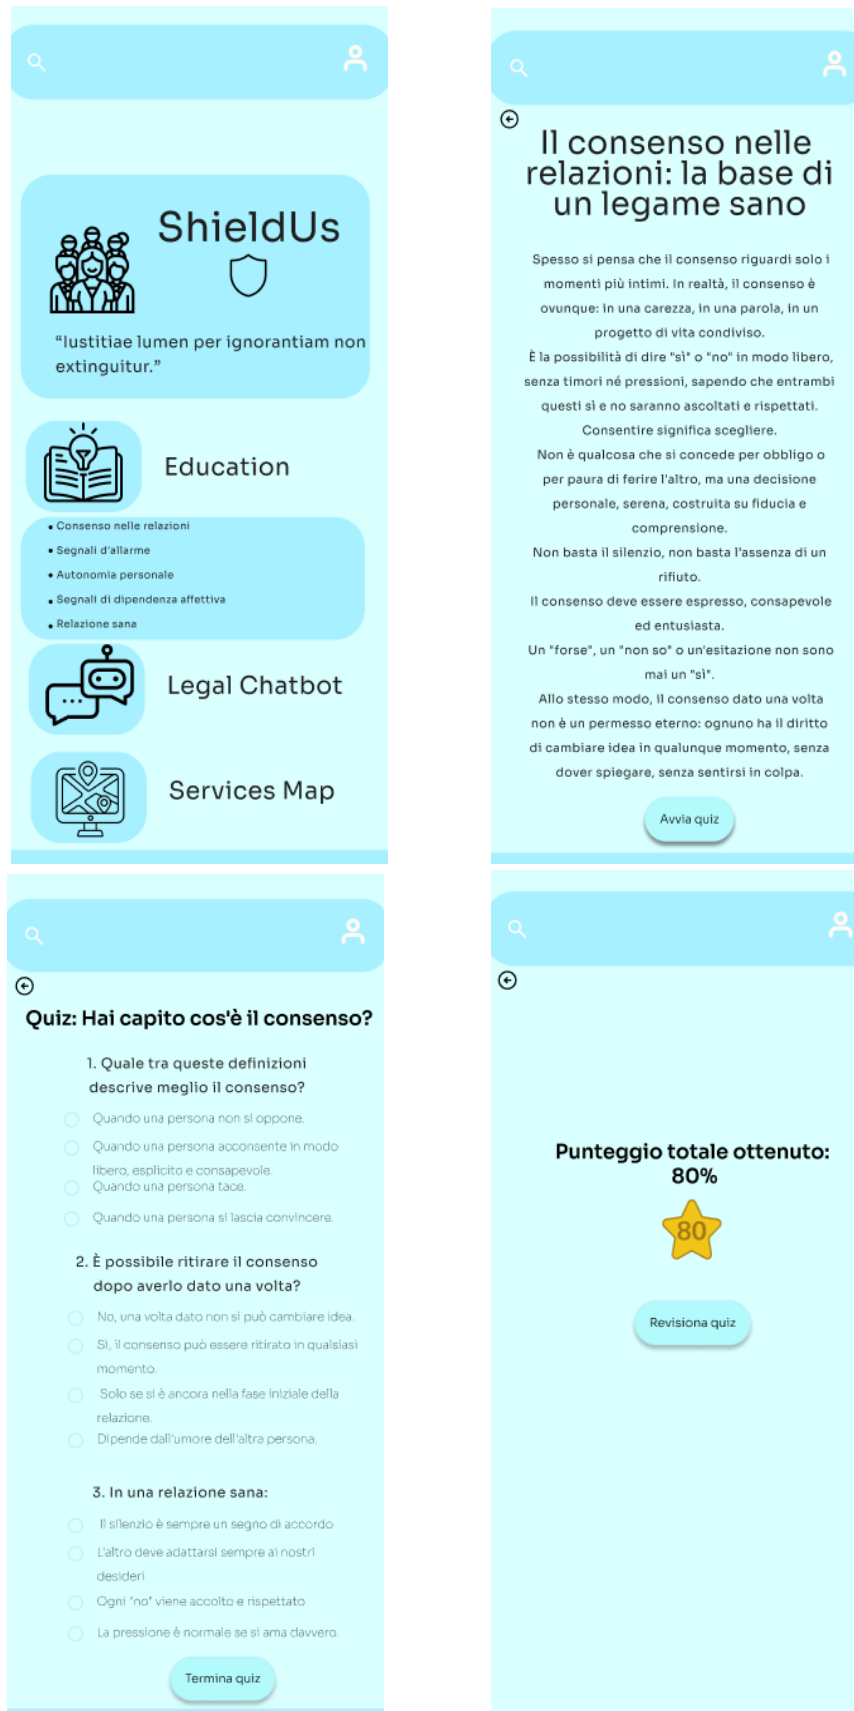 ShieldUs
“Iustitiae lumen per ignorantiam non
extinguitur.”
Education
• Consenso nelle relazioni
• Segnali d'allarme
• Autonomia personale
• Segnali di dipendenza affettiva
• Relazione sana
Legal Chatbot
Services Map
Il consenso nelle
relazioni: la base di
un legame sano
Spesso si pensa che il consenso riguardi solo i
momenti più intimi. In realtà, il consenso è
ovunque: in una carezza, in una parola, in un
progetto di vita condiviso.
È la possibilità di dire "sì" o "no" in modo libero,
senza timori né pressioni, sapendo che entrambi
questi sì e no saranno ascoltati e rispettati.
Consentire significa scegliere.
Non è qualcosa che si concede per obbligo o
per paura di ferire l'altro, ma una decisione
personale, serena, costruita su fiducia e
comprensione.
Non basta il silenzio, non basta l'assenza di un
rifiuto.
Il consenso deve essere espresso, consapevole
ed entusiasta.
Un "forse", un "non so" o un'esitazione non sono
mai un "sì".
Allo stesso modo, il consenso dato una volta
non è un permesso eterno: ognuno ha il diritto
di cambiare idea in qualunque momento, senza
dover spiegare, senza sentirsi in colpa.
Avvia quiz
Quiz: Hai capito cos'è il consenso?
1. Quale tra queste definizioni
descrive meglio il consenso?
Quando una persona non si oppone.
Quando una persona acconsente in modo
libero, esplicito e consapevole.
Quando una persona tace.
Quando una persona si lascia convincere.
2. È possibile ritirare il consenso
dopo averlo dato una volta?
No, una volta dato non si può cambiare idea.
Sì, il consenso può essere ritirato in qualsiasi
momento.
Solo se si è ancora nella fase iniziale della
relazione.
Dipende dall'umore dell'altra persona.
3. In una relazione sana:
Il silenzio è sempre un segno di accordo
L'altro deve adattarsi sempre ai nostri
desideri
Ogni "no" viene accolto e rispettato
La pressione è normale se si ama davvero.
Termina quiz
Punteggio totale ottenuto:
80%
80
Revisiona quiz